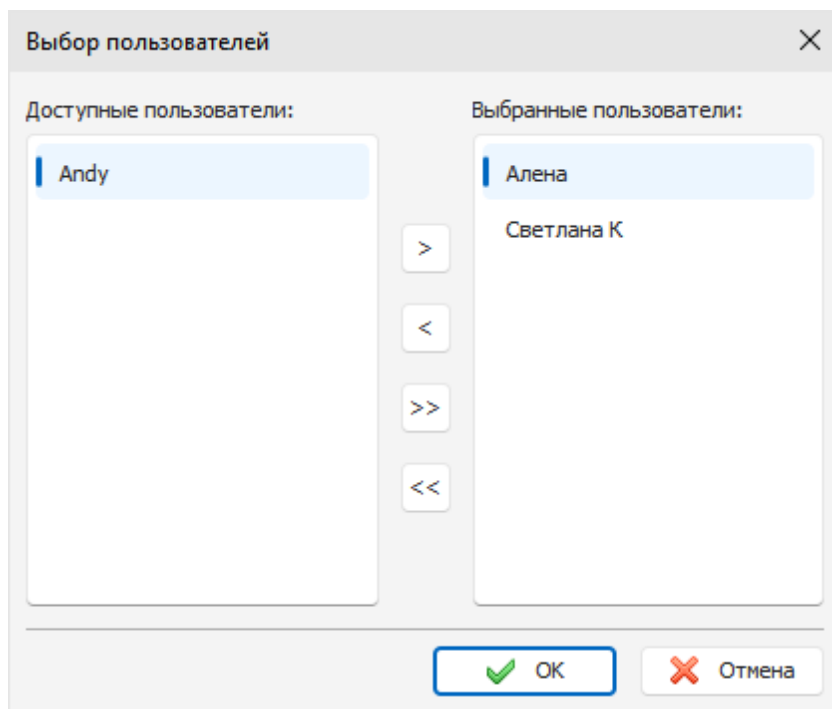 Выбор пользователей
Доступные пользователи:
Andy
>
<
>>
<<
Выбранные пользователи:
Алена
Светлана К
OK
Отмена